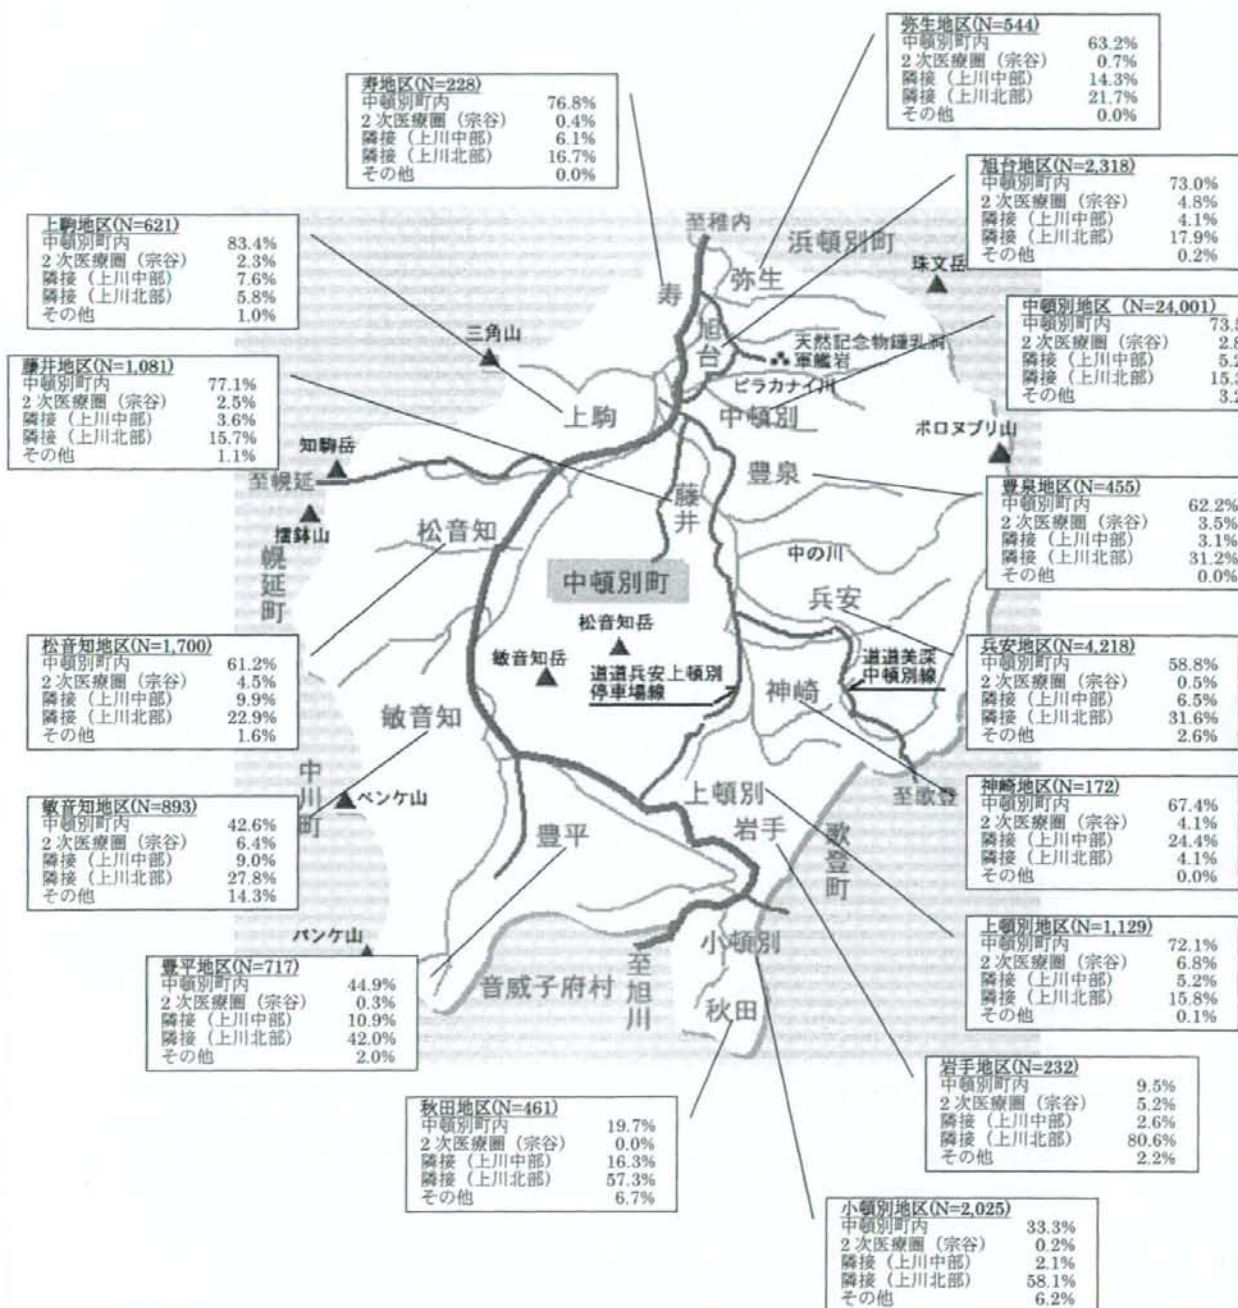 弥生地区(N=544)
中頓別町内 63.2%
2次医療圏(宗谷) 0.7%
隣接(上川中部) 14.3%
隣接(上川北部) 21.7%
その他 0.0%
寿地区(N=228)
中頓別町内 76.8%
2次医療圏(宗谷) 0.4%
隣接(上川中部) 6.1%
隣接(上川北部) 16.7%
その他 0.0%
旭台地区(N=2,318)
中頓別町内 73.0%
2次医療圏(宗谷) 4.8%
隣接(上川中部) 4.1%
隣接(上川北部) 17.9%
その他 0.2%
上駒地区(N=621)
中頓別町内 83.4%
2次医療圏(宗谷) 2.3%
隣接(上川中部) 7.6%
隣接(上川北部) 5.8%
その他 1.0%
中頓別地区 (N=24,001)
中頓別町内 73.5
2次医療圏(宗谷) 2.8
隣接(上川中部) 5.2
隣接(上川北部) 15.3
その他 3.2
藤井地区(N=1,081)
中頓別町内 77.1%
2次医療圏(宗谷) 2.5%
隣接(上川中部) 3.6%
隣接(上川北部) 15.7%
その他 1.1%
豊泉地区(N=455)
中頓別町内 62.2%
2次医療圏(宗谷) 3.5%
隣接(上川中部) 3.1%
隣接(上川北部) 31.2%
その他 0.0%
松音知地区(N=1,700)
中頓別町内 61.2%
2次医療圏(宗谷) 4.5%
隣接(上川中部) 9.9%
隣接(上川北部) 22.9%
その他 1.6%
兵安地区(N=4,218)
中頓別町内 58.8%
2次医療圏(宗谷) 0.5%
隣接(上川中部) 6.5%
隣接(上川北部) 31.6%
その他 2.6%
敏音知地区(N=893)
中頓別町内 42.6%
2次医療圏(宗谷) 6.4%
隣接(上川中部) 9.0%
隣接(上川北部) 27.8%
その他 14.3%
神崎地区(N=172)
中頓別町内 67.4%
2次医療圏(宗谷) 4.1%
隣接(上川中部) 24.4%
隣接(上川北部) 4.1%
その他 0.0%
上頓別地区(N=1,129)
中頓別町内 72.1%
2次医療圏(宗谷) 6.8%
隣接(上川中部) 5.2%
隣接(上川北部) 15.8%
その他 0.1%
豊平地区(N=717)
中頓別町内 44.9%
2次医療圏(宗谷) 0.3%
隣接(上川中部) 10.9%
隣接(上川北部) 42.0%
その他 2.0%
岩手地区(N=232)
中頓別町内 9.5%
2次医療圏(宗谷) 5.2%
隣接(上川中部) 2.6%
隣接(上川北部) 80.6%
その他 2.2%
秋田地区(N=461)
中頓別町内 19.7%
2次医療圏(宗谷) 0.0%
隣接(上川中部) 16.3%
隣接(上川北部) 57.3%
その他 6.7%
小頓別地区(N=2,025)
中頓別町内 33.3%
2次医療圏(宗谷) 0.2%
隣接(上川中部) 2.1%
隣接(上川北部) 58.1%
その他 6.2%
至稚内
浜頓別町
珠文岳
寿
弥生
旭台
天然記念物鍾乳洞
軍艦岩
ピラカナイ川
三角山
上駒
中頓別
ポロヌプリ山
知駒岳
至幌延
豊泉
藤井
摺鉢山
松音知
幌延町
中の川
中頓別町
兵安
松音知岳
敏音知岳
道道兵安上頓別
停車場線
道道美深
中頓別線
神崎
敏音知
中川町
ペンケ山
上頓別
至歌登
岩手
豊平
歌登町
パンケ山
小頓別
音威子府村
至旭川
秋田